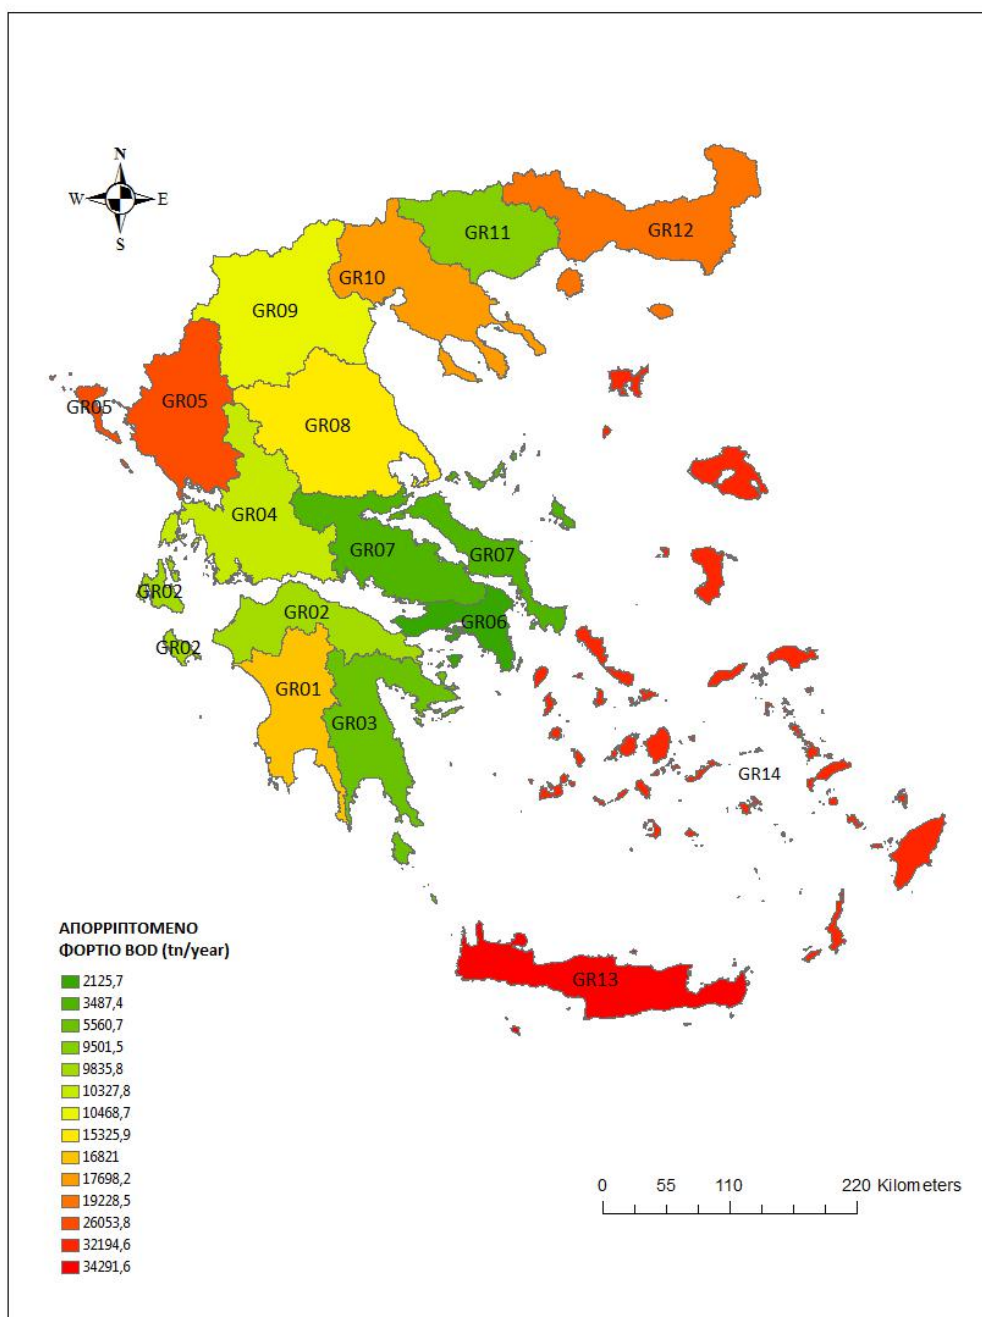 N
W E
S
GR12
GR11
GR10
GR09
GR05
GR05
GR08
GR04
GR07
GR07
GR02
GR02
GR06
GR02
GR01
GR03
GR14
GR13
ΑΠΟΡΡΙΠΤΟΜΕΝΟ
ΦΟΡΤΙΟ BOD (tn/year)
2125,7
3487,4
5560,7
9501,5
9835,8
10327,8
10468,7
15325,9
16821
17698,2
19228,5
26053,8
32194,6
34291,6
0 55 110 220 Kilometers